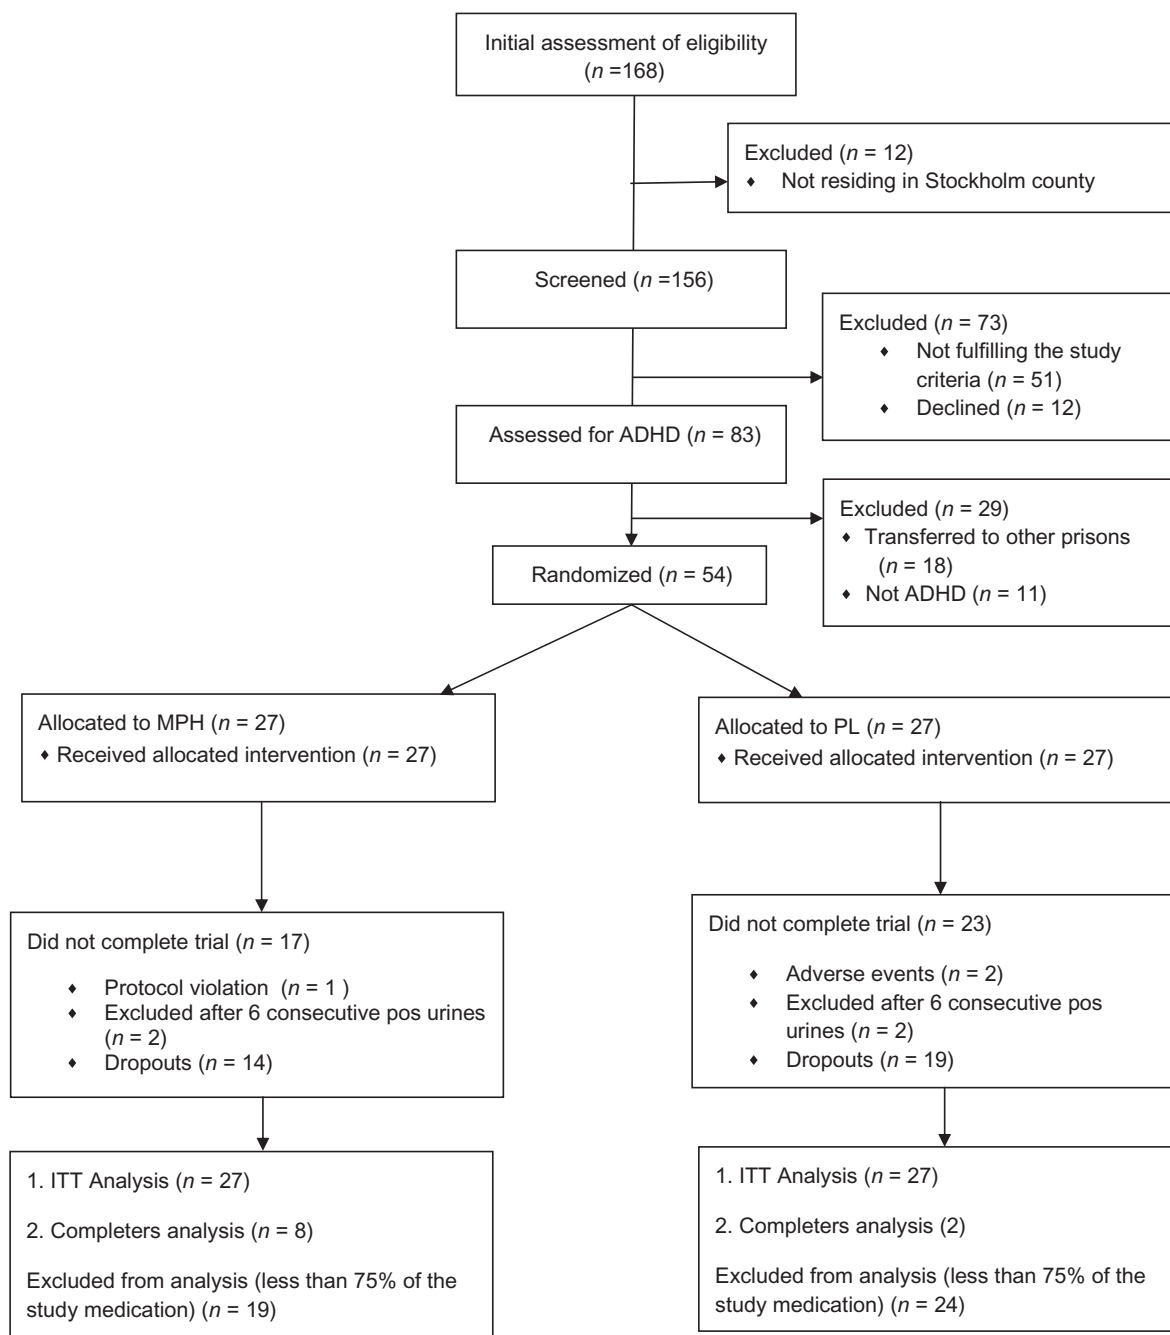 Initial assessment of eligibility
(n =168)
Excluded (n = 12)
♦ Not residing in Stockholm county
Screened (n =156)
Excluded (n = 73)
♦ Not fulfilling the study
criteria (n = 51)
♦ Declined (n = 12)
Assessed for ADHD (n = 83)
Excluded (n = 29)
♦ Transferred to other prisons
(n = 18)
♦ Not ADHD (n = 11)
Randomized (n = 54)
Allocated to MPH (n = 27)
♦ Received allocated intervention (n = 27)
Allocated to PL (n = 27)
♦ Received allocated intervention (n = 27)
Did not complete trial (n = 17)
♦ Protocol violation (n = 1 )
♦ Excluded after 6 consecutive pos urines
(n = 2)
♦ Dropouts (n = 14)
Did not complete trial (n = 23)
♦ Adverse events (n = 2)
♦ Excluded after 6 consecutive pos
urines (n = 2)
♦ Dropouts (n = 19)
1. ITT Analysis (n = 27)
2. Completers analysis (n = 8)
Excluded from analysis (less than 75% of the
study medication) (n = 19)
1. ITT Analysis (n = 27)
2. Completers analysis (2)
Excluded from analysis (less than 75% of the
study medication) (n = 24)